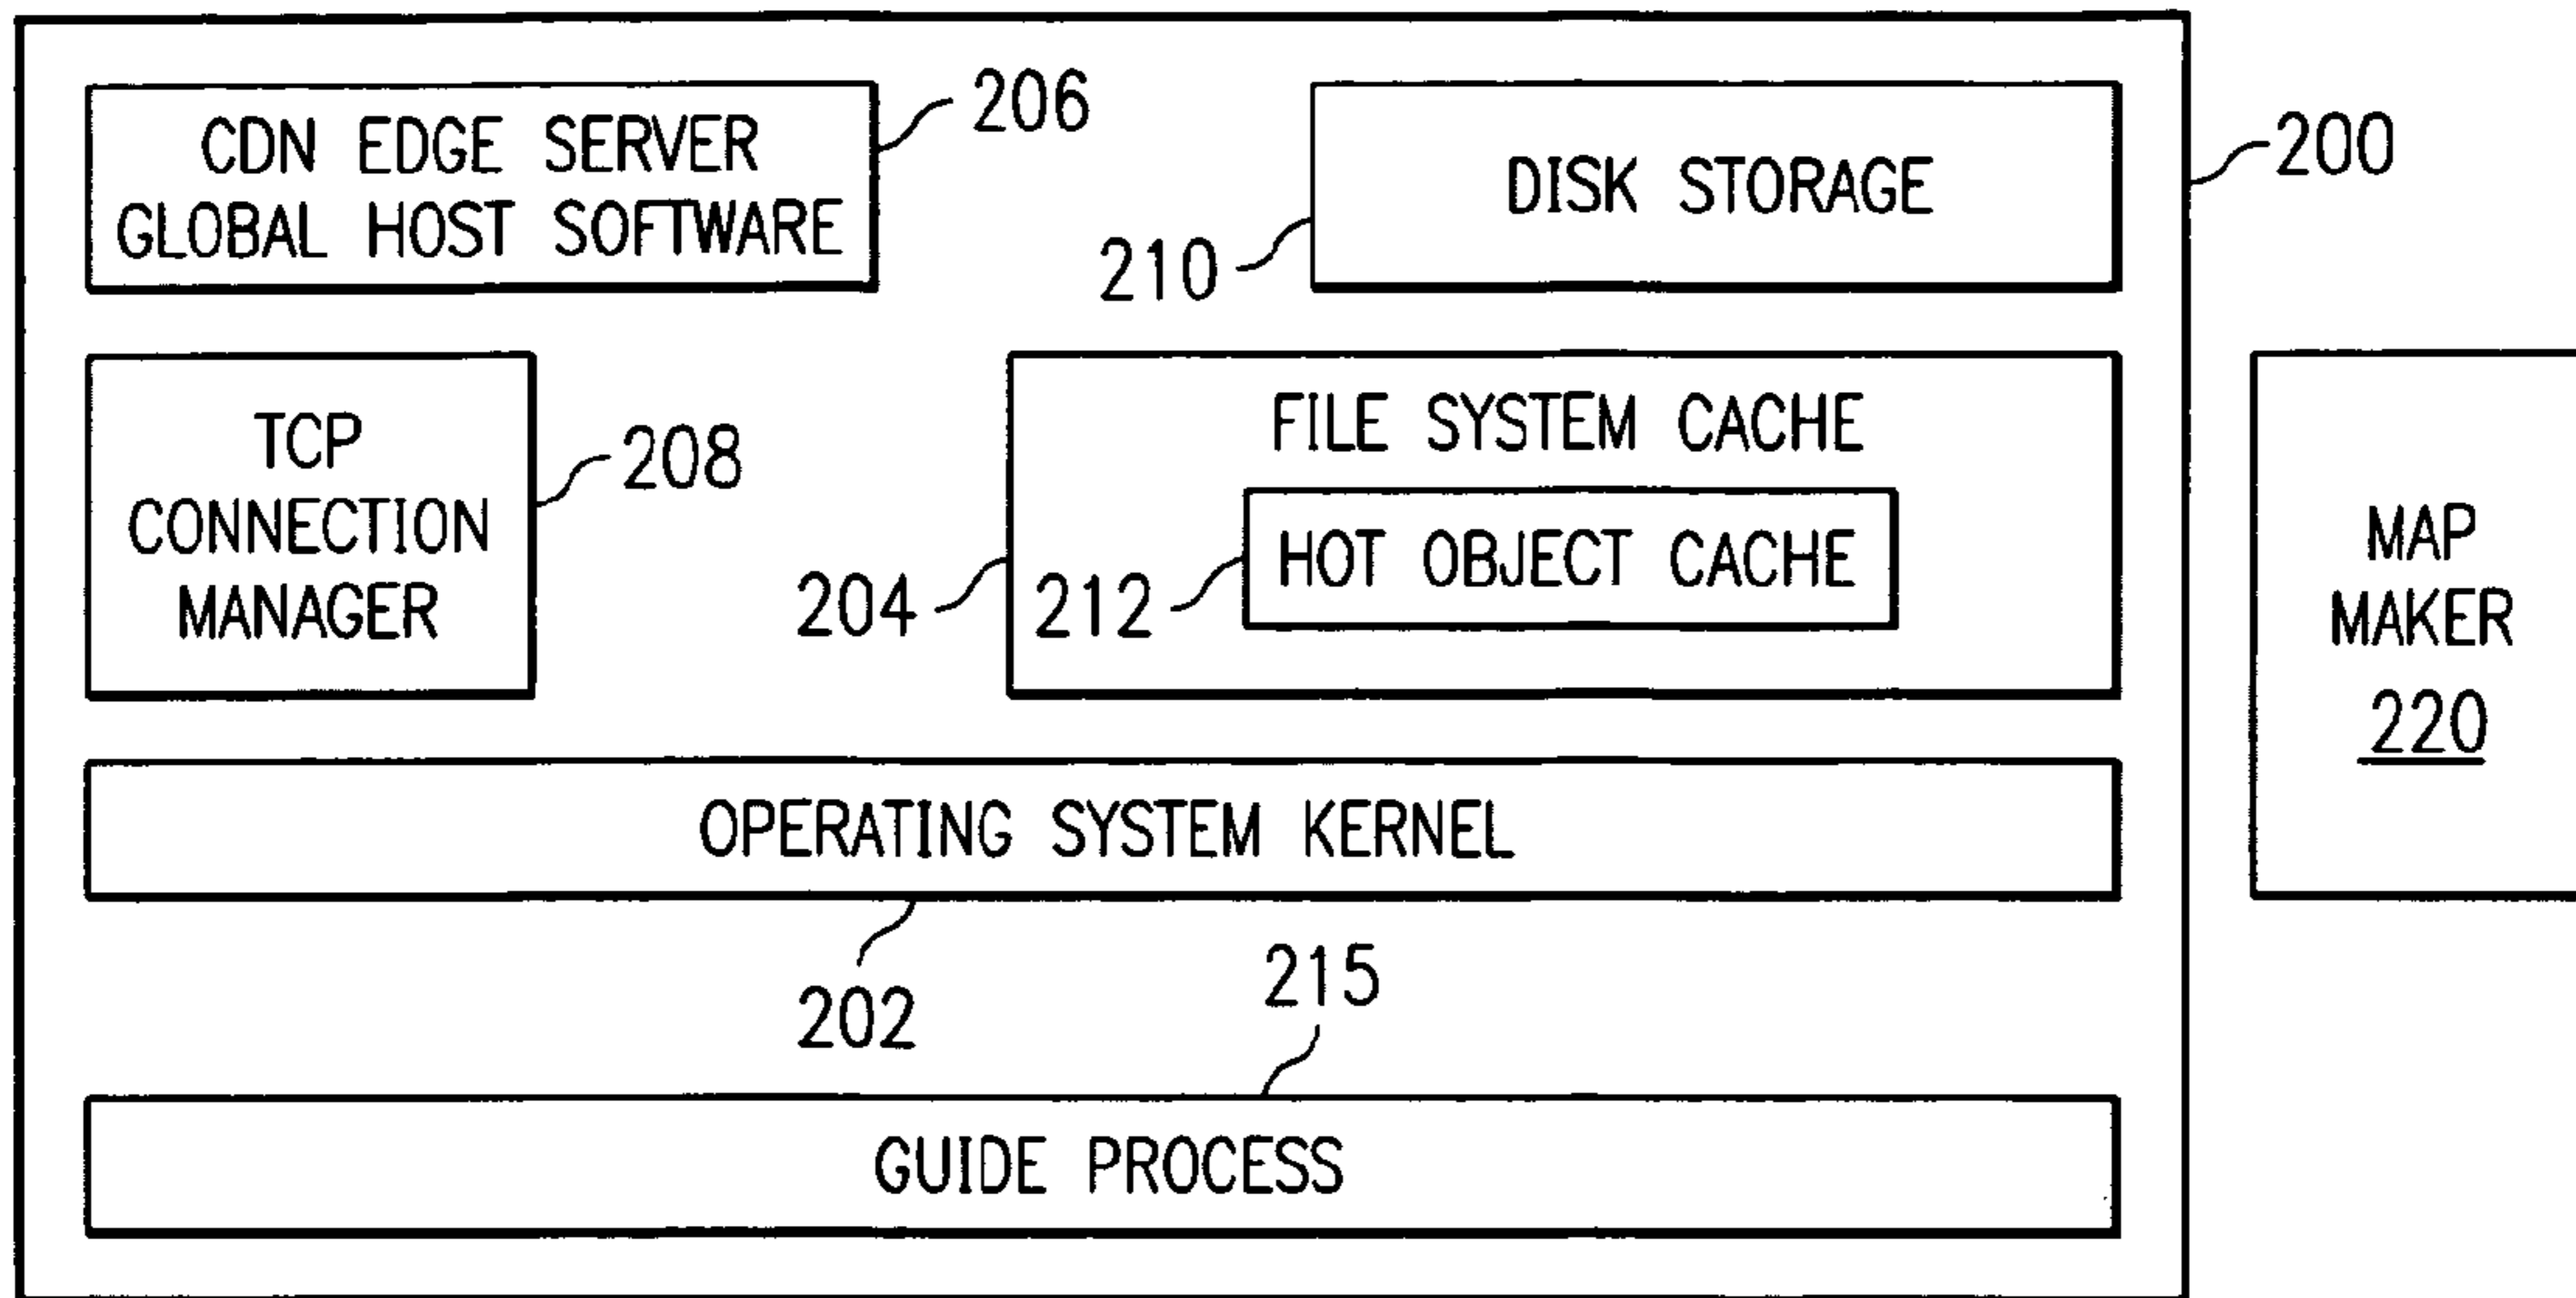 CDN EDGE SERVER
GLOBAL HOST SOFTWARE
206
DISK STORAGE
210
200
TCP
CONNECTION
MANAGER
208
FILE SYSTEM CACHE
HOT OBJECT CACHE
204
212
MAP
MAKER
220
OPERATING SYSTEM KERNEL
202
215
GUIDE PROCESS